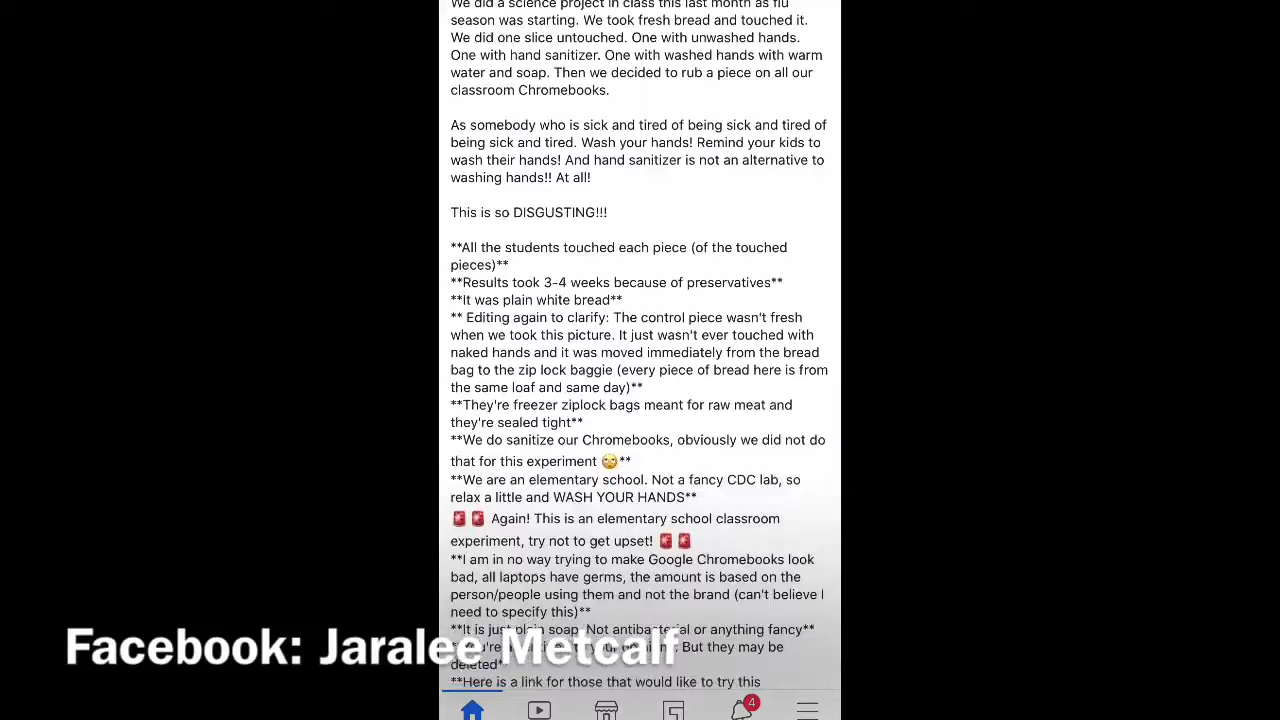 We did a science project in class this last month as flu
season was starting. We took fresh bread and touched it.
We did one slice untouched. One with unwashed hands.
One with hand sanitizer. One with washed hands with warm
water and soap. Then we decided to rub a piece on all our
classroom Chromebooks.
As somebody who is sick and tired of being sick and tired of
being sick and tired. Wash your hands! Remind your kids to
wash their hands! And hand sanitizer is not an alternative to
washing hands!! At all!
This is so DISGUSTING!!!
**All the students touched each piece (of the touched
pieces)**
**Results took 3-4 weeks because of preservatives**
**It was plain white bread**
** Editing again to clarify: The control piece wasn't fresh
when we took this picture. It just wasn't ever touched with
naked hands and it was moved immediately from the bread
bag to the zip lock baggie (every piece of bread here is from
the same loaf and same day)**
**They're freezer ziplock bags meant for raw meat and
they're sealed tight**
**We do sanitize our Chromebooks, obviously we did not do
that for this experiment 🙄**
**We are an elementary school. Not a fancy CDC lab, so
relax a little and WASH YOUR HANDS**
🚨🚨 Again! This is an elementary school classroom
experiment, try not to get upset! 🚨🚨
**I am in no way trying to make Google Chromebooks look
bad, all laptops have germs, the amount is based on the
person/people using them and not the brand (can't believe I
need to specify this)**
**It is just plain soap. Not antibacterial or anything fancy**
But they may be
deleted*
**Here is a link for those that would like to try this
Facebook: Jaralee Metcalf
4